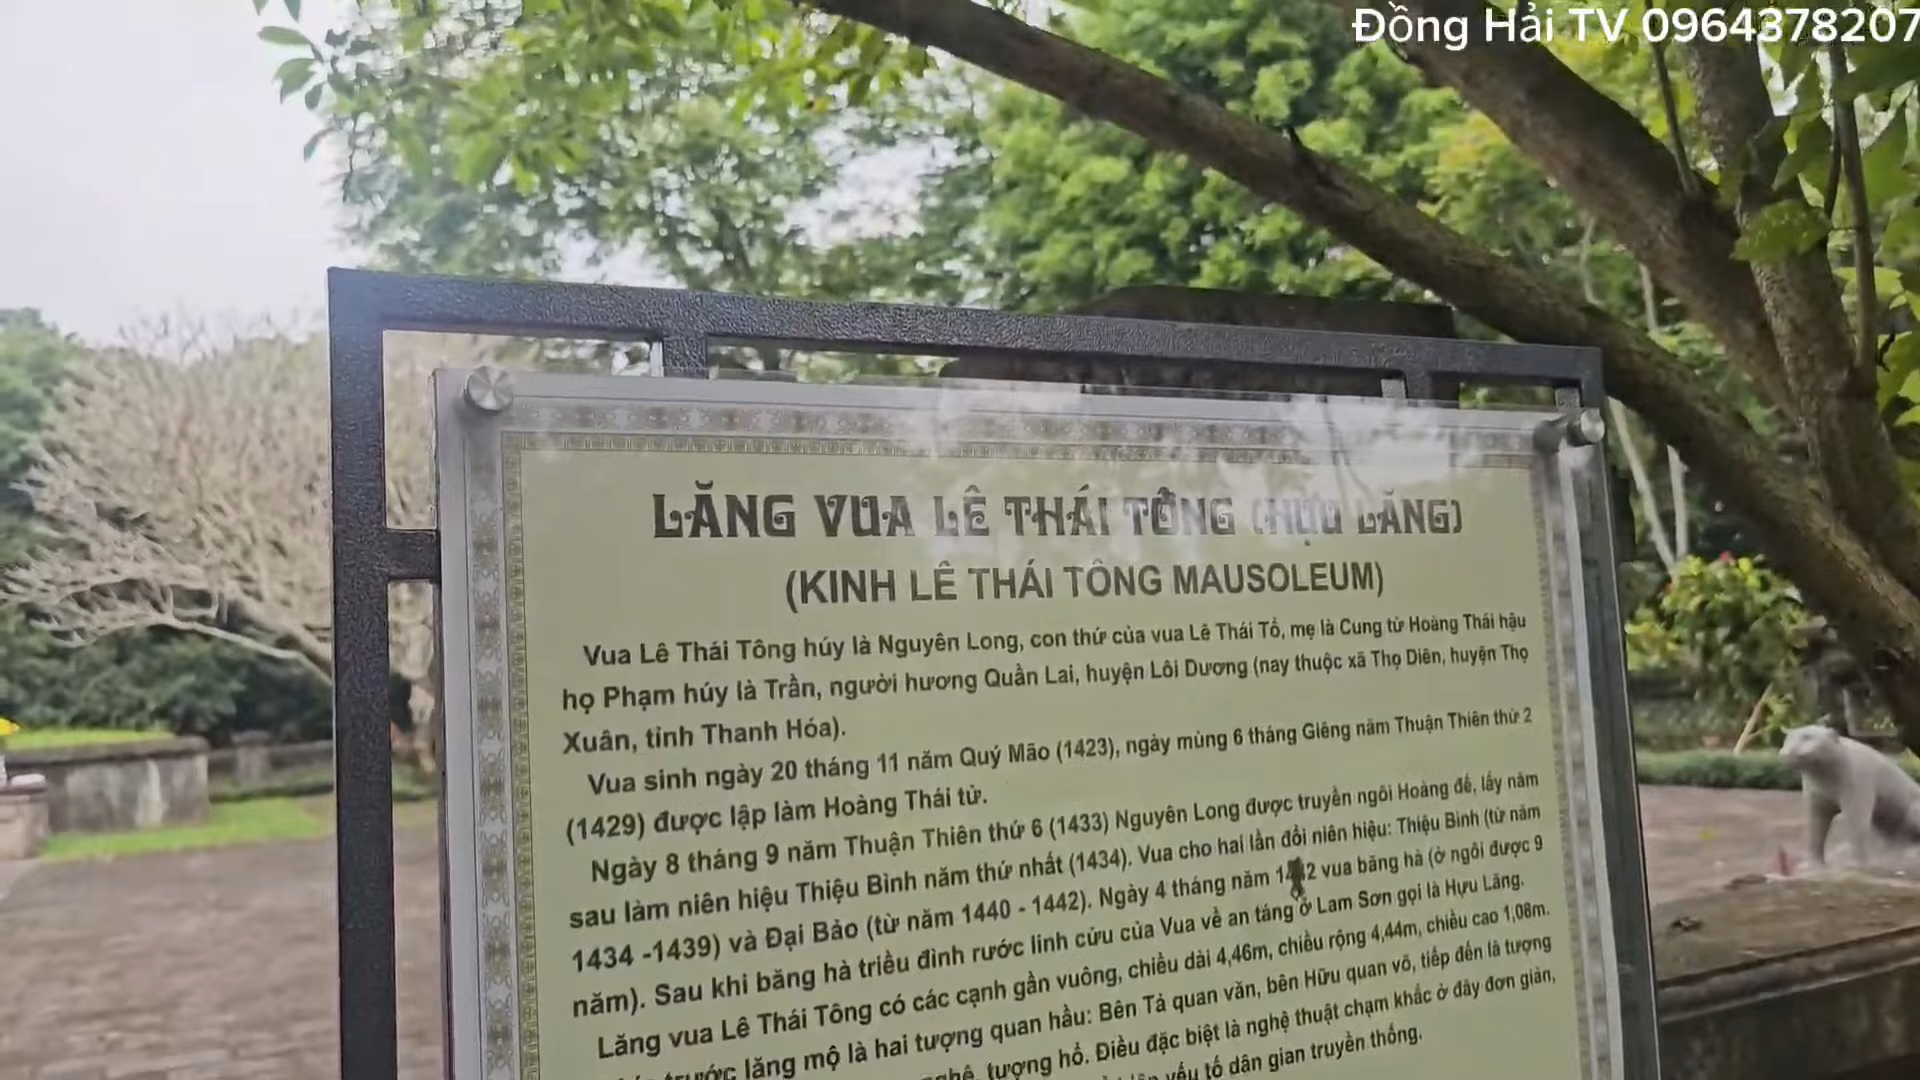 Đồng Hải TV 0964378207
LĂNG VUA LÊ THÁI TÔNG (HỰU LĂNG)
(KINH LÊ THÁI TÔNG MAUSOLEUM)
Vua Lê Thái Tông húy là Nguyên Long, con thứ của vua Lê Thái Tổ, mẹ là Cung từ Hoàng Thái hậu
họ Phạm húy là Trần, người hương Quần Lai, huyện Lôi Dương (nay thuộc xã Thọ Diên, huyện Thọ
Xuân, tỉnh Thanh Hóa).
Vua sinh ngày 20 tháng 11 năm Quý Mão (1423), ngày mùng 6 tháng Giêng năm Thuận Thiên thứ 2
(1429) được lập làm Hoàng Thái tử.
Ngày 8 tháng 9 năm Thuận Thiên thứ 6 (1433) Nguyên Long được truyền ngôi Hoàng đế, lấy năm
sau làm niên hiệu Thiệu Bình năm thứ nhất (1434). Vua cho hai lần đổi niên hiệu: Thiệu Bình (từ năm
1434 -1439) và Đại Bảo (từ năm 1440 - 1442). Ngày 4 tháng năm 1442 vua băng hà (ở ngôi được 9
năm). Sau khi băng hà triều đình rước linh cửu của Vua về an táng ở Lam Sơn gọi là Hựu Lăng.
Lăng vua Lê Thái Tông có các cạnh gần vuông, chiều dài 4,46m, chiều rộng 4,44m, chiều cao 1,08m.
trước lăng mộ là hai tượng quan hầu: Bên Tả quan văn, bên Hữu quan võ, tiếp đến là tượng
nghê, tượng hổ. Điều đặc biệt là nghệ thuật chạm khắc ở đây đơn giản,
yếu tố dân gian truyền thống.